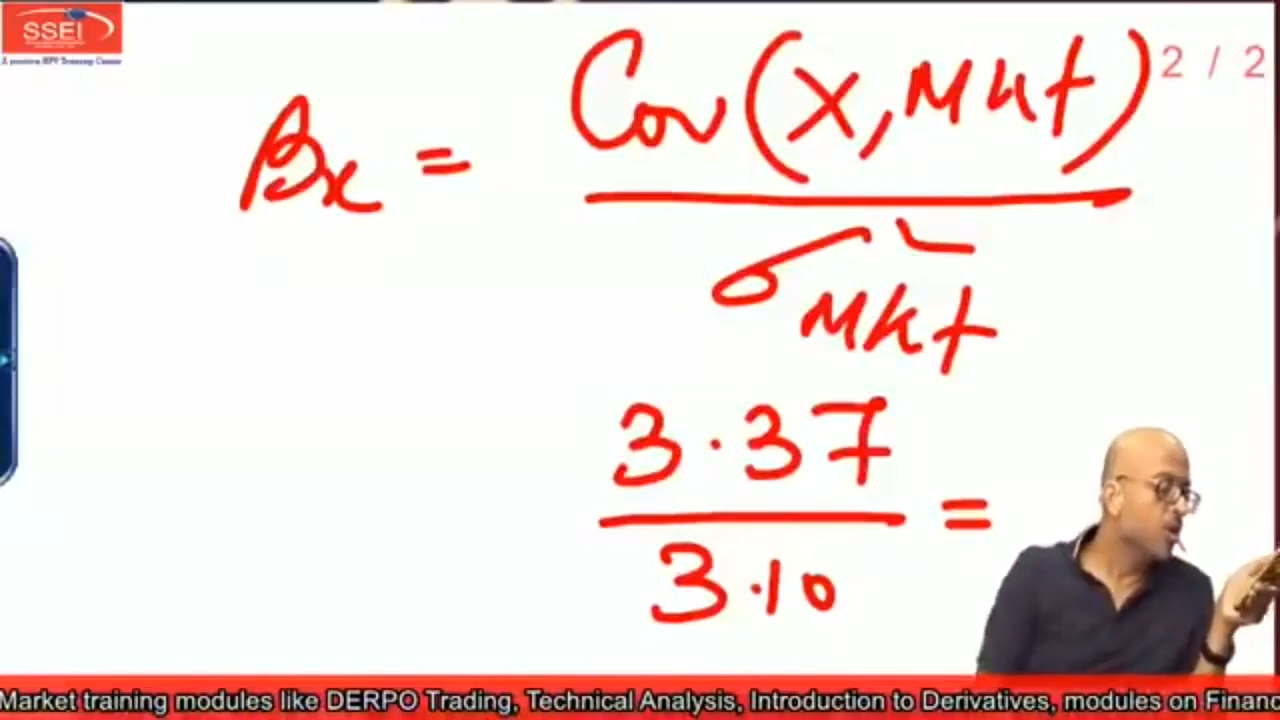 SSEI
2 / 2
βx = Cov(X, Mkt)
σ²Mkt
3.37
3.10
=
Market training modules like DERPO Trading, Technical Analysis, Introduction to Derivatives, modules on Financ